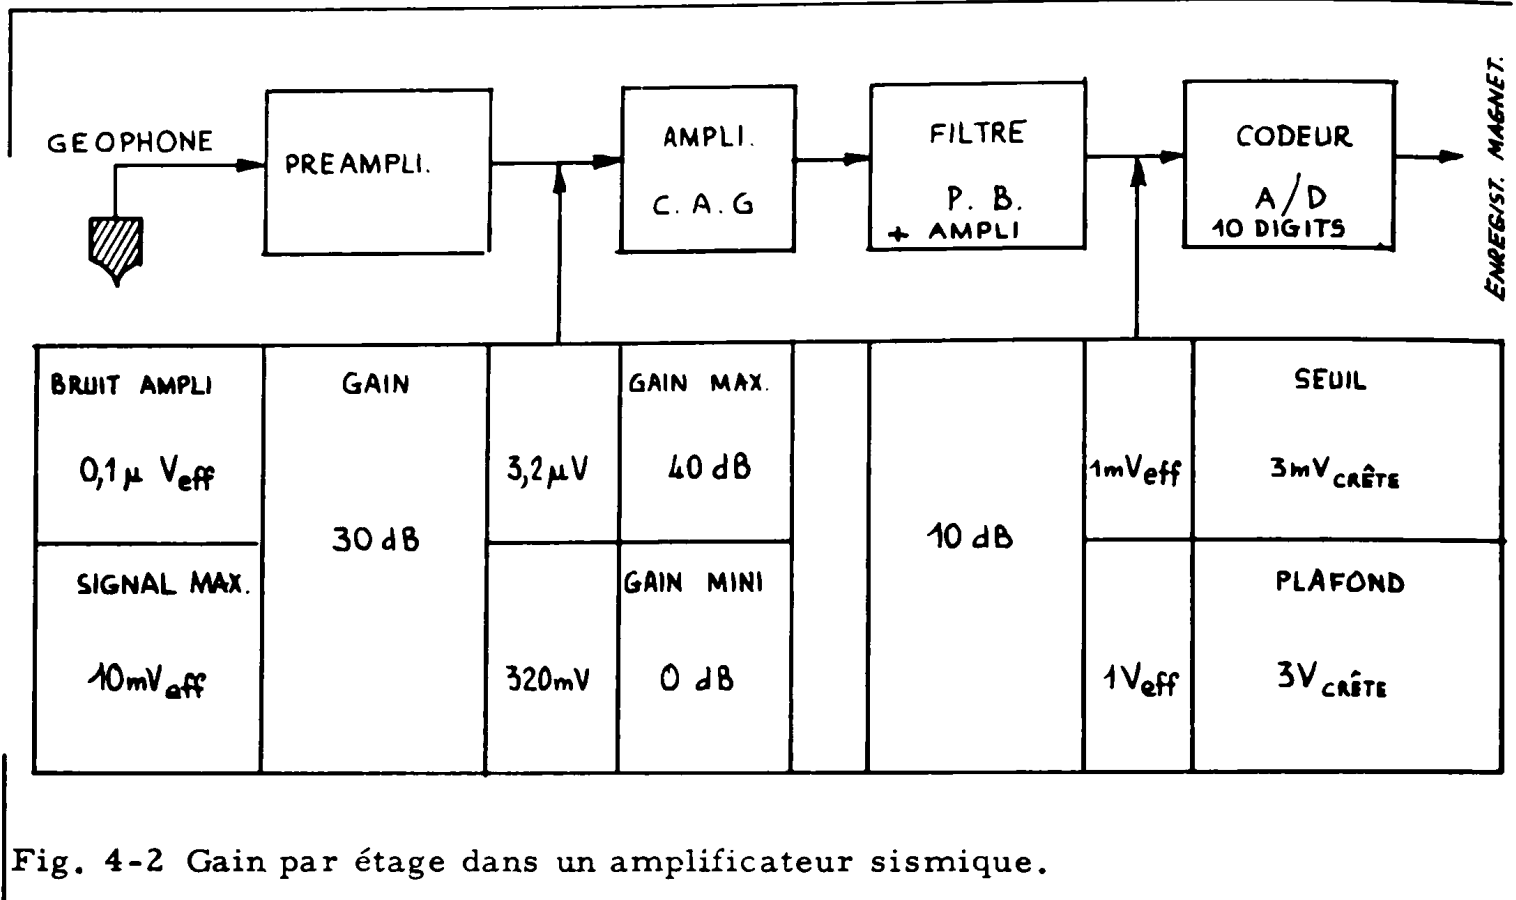 GEOPHONE
PREAMPLI.
AMPLI.
C. A. G
FILTRE
P. B.
+ AMPLI
CODEUR
A/D
10 DIGITS
ENREGIST. MAGNET.
BRUIT AMPLI
0,1 µ Veff
SIGNAL MAX.
10mVeff
GAIN
30 dB
3,2µV
320mV
GAIN MAX.
40 dB
GAIN MINI
0 dB
10 dB
1mVeff
1Veff
SEUIL
3mVCRÊTE
PLAFOND
3VCRÊTE
Fig. 4-2 Gain par étage dans un amplificateur sismique.